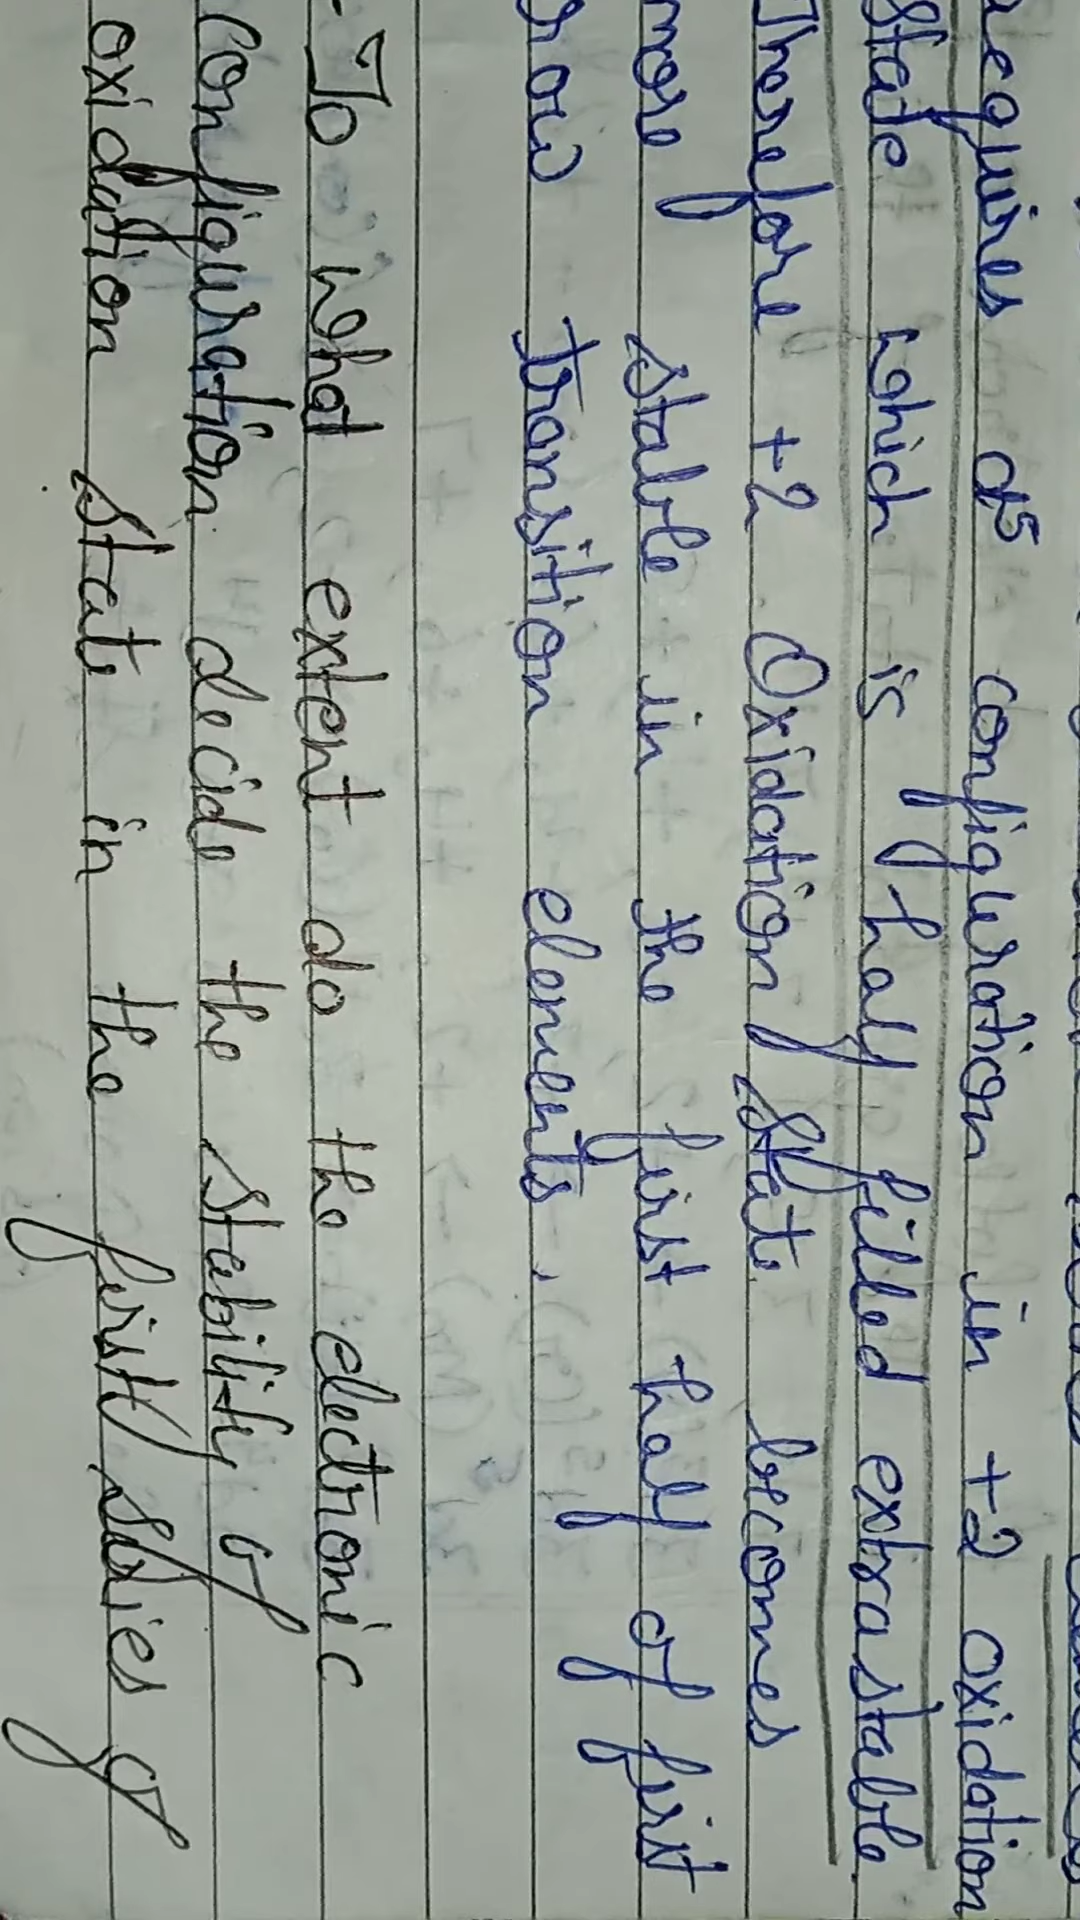 acquires d⁵ configuration in +2 oxidation
state which is half filled extrastable
Therefore +2 Oxidation state becomes
more stable in the first half of first
row transition elements.
- To what extent do the electronic
configuration decide the stability of
oxidation state in the first series of